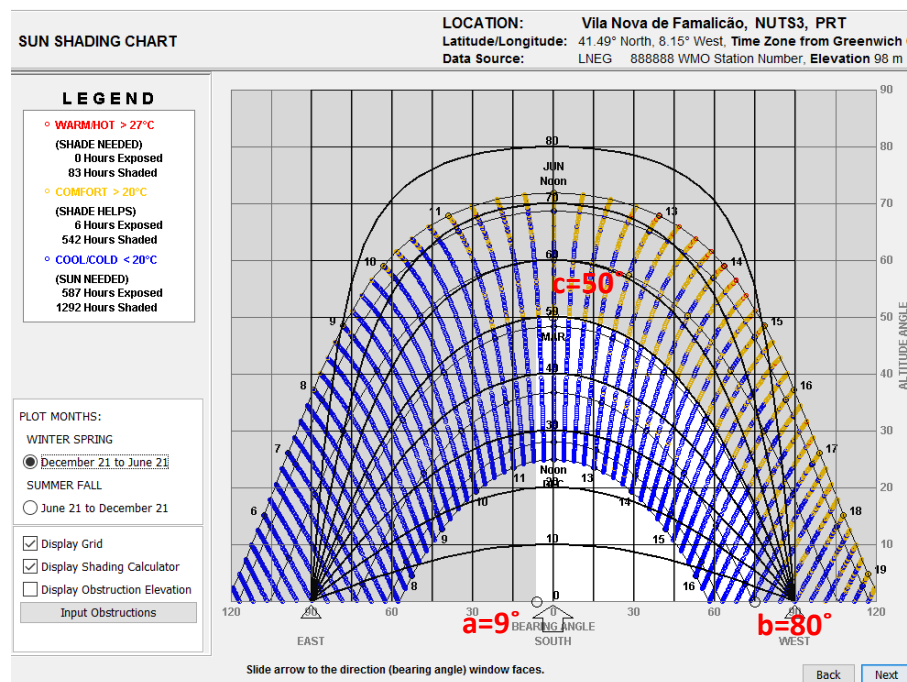 SUN SHADING CHART
LOCATION: Vila Nova de Famalicão, NUTS3, PRT
Latitude/Longitude: 41.49° North, 8.15° West, Time Zone from Greenwich
Data Source: LNEG 888888 WMO Station Number, Elevation 98 m
LEGEND
WARM/HOT > 27°C
(SHADE NEEDED)
0 Hours Exposed
83 Hours Shaded
COMFORT > 20°C
(SHADE HELPS)
6 Hours Exposed
542 Hours Shaded
COOL/COLD < 20°C
(SUN NEEDED)
587 Hours Exposed
1292 Hours Shaded
PLOT MONTHS:
WINTER SPRING
December 21 to June 21
SUMMER FALL
June 21 to December 21
Display Grid
Display Shading Calculator
Display Obstruction Elevation
Input Obstructions
90
80
80
JUN
Noon
70
70
11
13
10
14
60
60
c=50°
9
15
50
50
MAR
8
16
40
40
7
17
30
30
Noon
DEC
11
13
20
20
10
14
6
18
9
15
10
10
8
16
19
0
120
90
60
30
0
30
60
90
120
a=9°
b=80°
BEARING ANGLE
EAST
SOUTH
WEST
ALTITUDE ANGLE
Slide arrow to the direction (bearing angle) window faces.
Back
Next